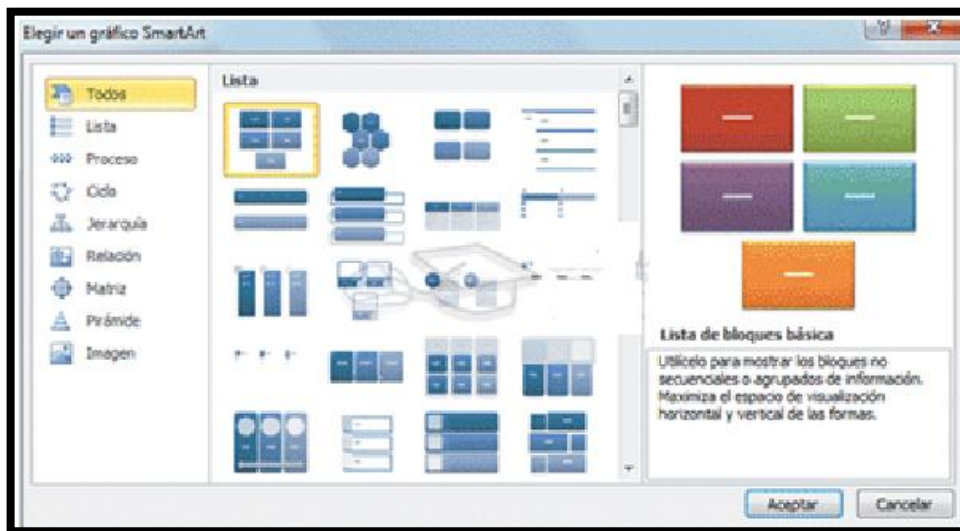 Elegir un gráfico SmartArt
Todos
Lista
Proceso
Ciclo
Jerarquía
Relación
Matriz
Pirámide
Imagen
Lista
Lista de bloques básica
Utilícelo para mostrar los bloques no
secuenciales o agrupados de información.
Maximiza el espacio de visualización
horizontal y vertical de las formas.
Aceptar
Cancelar